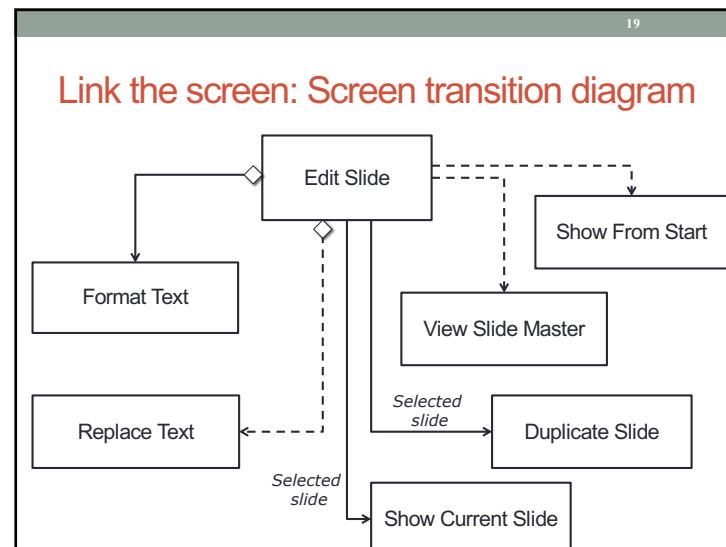 19
Link the screen: Screen transition diagram
Edit Slide
Show From Start
Format Text
View Slide Master
Replace Text
Selected
slide
Duplicate Slide
Selected
slide
Show Current Slide